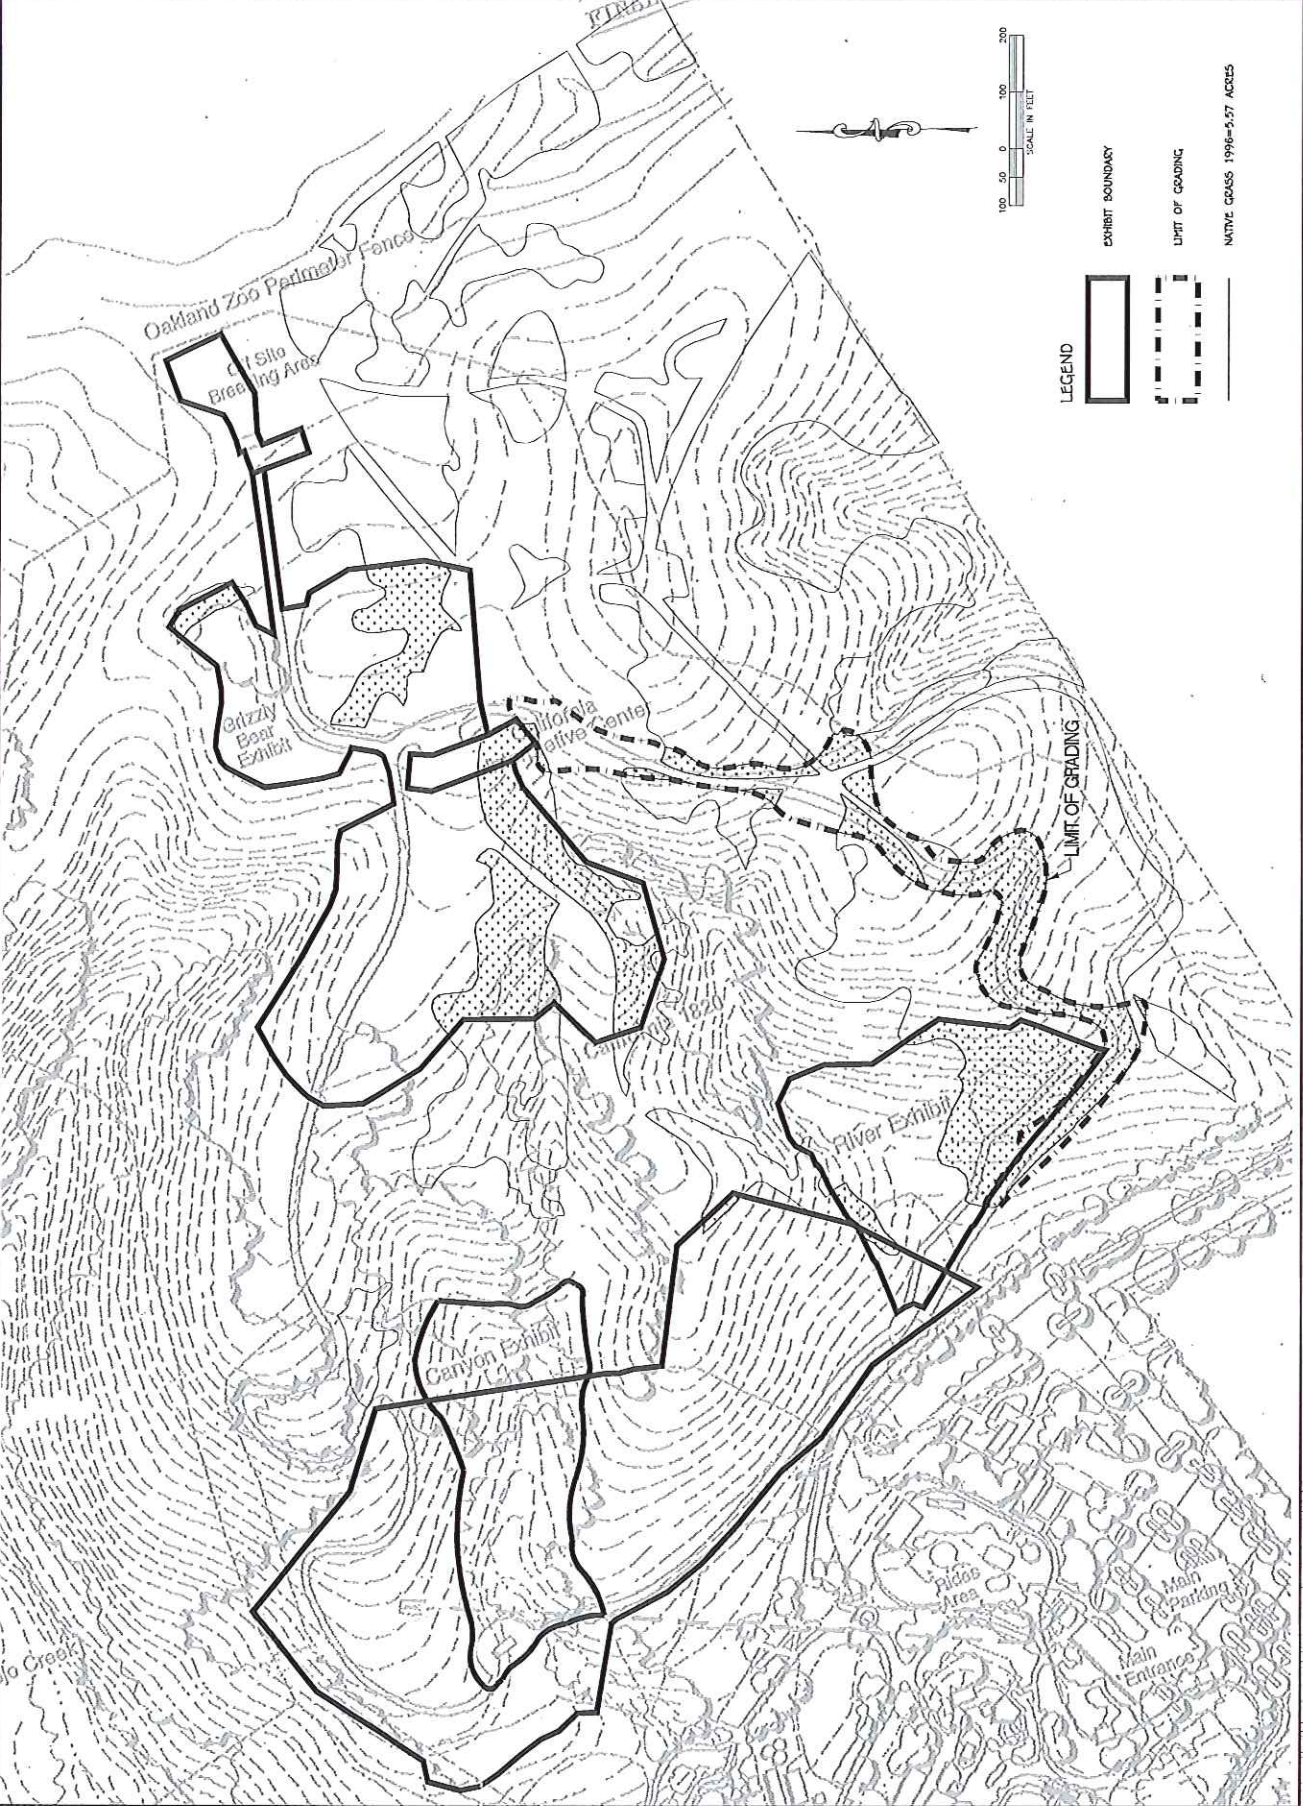 Oakland Zoo Perimeter Fence
Off Site
Breeding Area
Grizzly
Bear
Exhibit
California
Center
LIMIT OF GRADING
1820
River Exhibit
Canyon Exhibit
Rides
Area
Main
Parking
Main
Entrance
Creek
100 50 0 100 200
SCALE IN FEET
LEGEND
EXHIBIT BOUNDARY
LIMIT OF GRADING
NATIVE GRASS 1996=5.57 ACRES